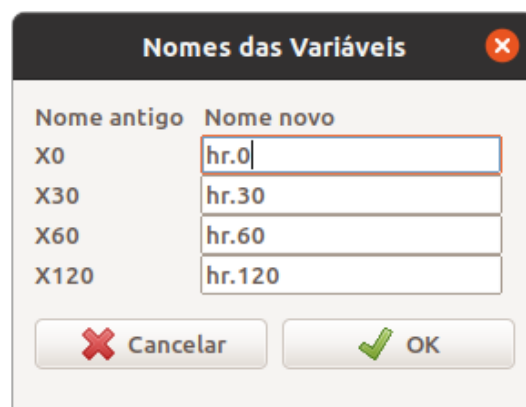 Nomes das Variáveis
Nome antigo Nome novo
X0 hr.0
X30 hr.30
X60 hr.60
X120 hr.120
Cancelar OK